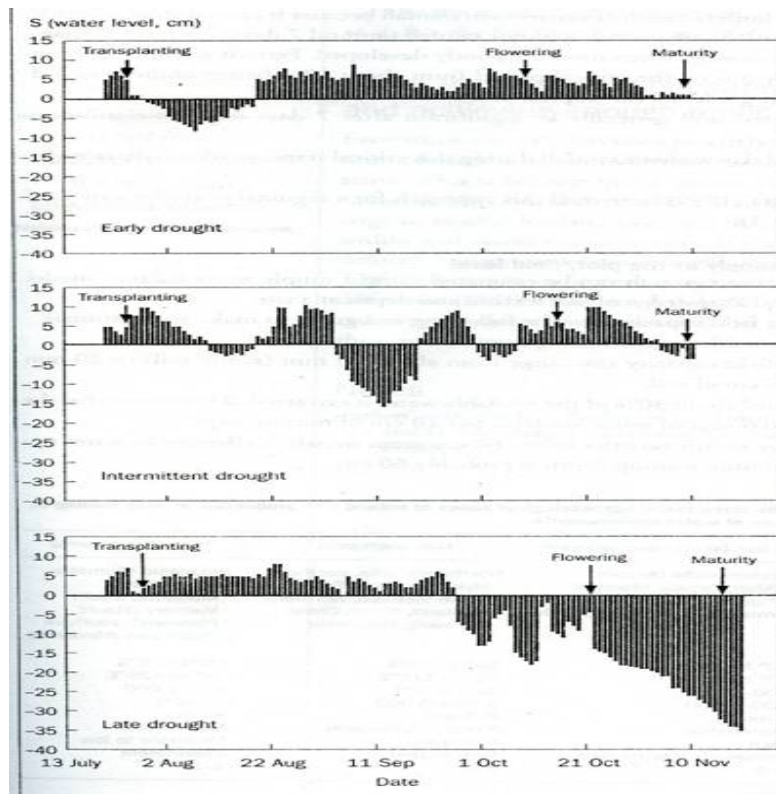 S (water level, cm)
15
Transplanting
Flowering
Maturity
10
5
0
-5
-10
-15
-20
-25
-30
-35
Early drought
-40
15
Transplanting
Flowering
10
Maturity
5
0
-5
-10
-15
-20
-25
-30
-35
Intermittent drought
-40
15
Transplanting
10
Flowering
Maturity
5
0
-5
-10
-15
-20
-25
-30
-35
Late drought
-40
13 July
2 Aug
22 Aug
11 Sep
1 Oct
21 Oct
10 Nov
Date